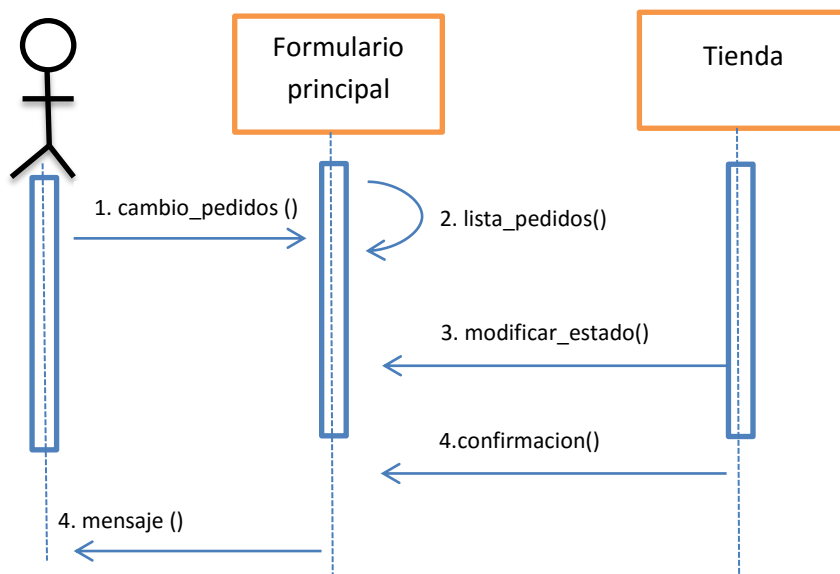 Formulario
principal
Tienda
1. cambio_pedidos ()
2. lista_pedidos()
3. modificar_estado()
4.confirmacion()
4. mensaje ()